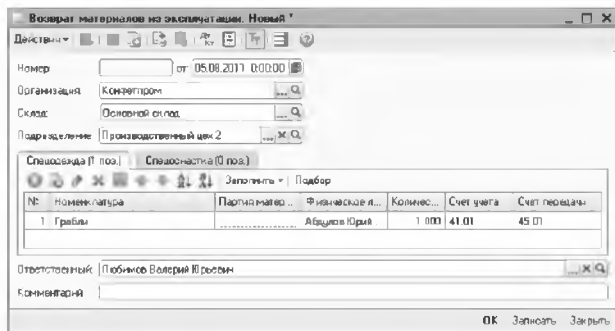 Возврат материалов из эксплуатации. Новый *
Действия
Номер: от 05.08.2011 0:00:00
Организация: Конфетпром ...
Склад: Основной склад ...
Подразделение: Производственный цех 2 ... ×
Спецодежда (1 поз.) Спецоснастка (0 поз.)
Заполнить Подбор
№ Номенклатура Партия матер... Физическое л... Количес... Счет учета Счет передачи
1 Грабли Абдулов Юрий 1 000 41.01 45 01
Ответственный: Любимов Валерий Юрьевич ... ×
Комментарий:
OK Записать Закрыть